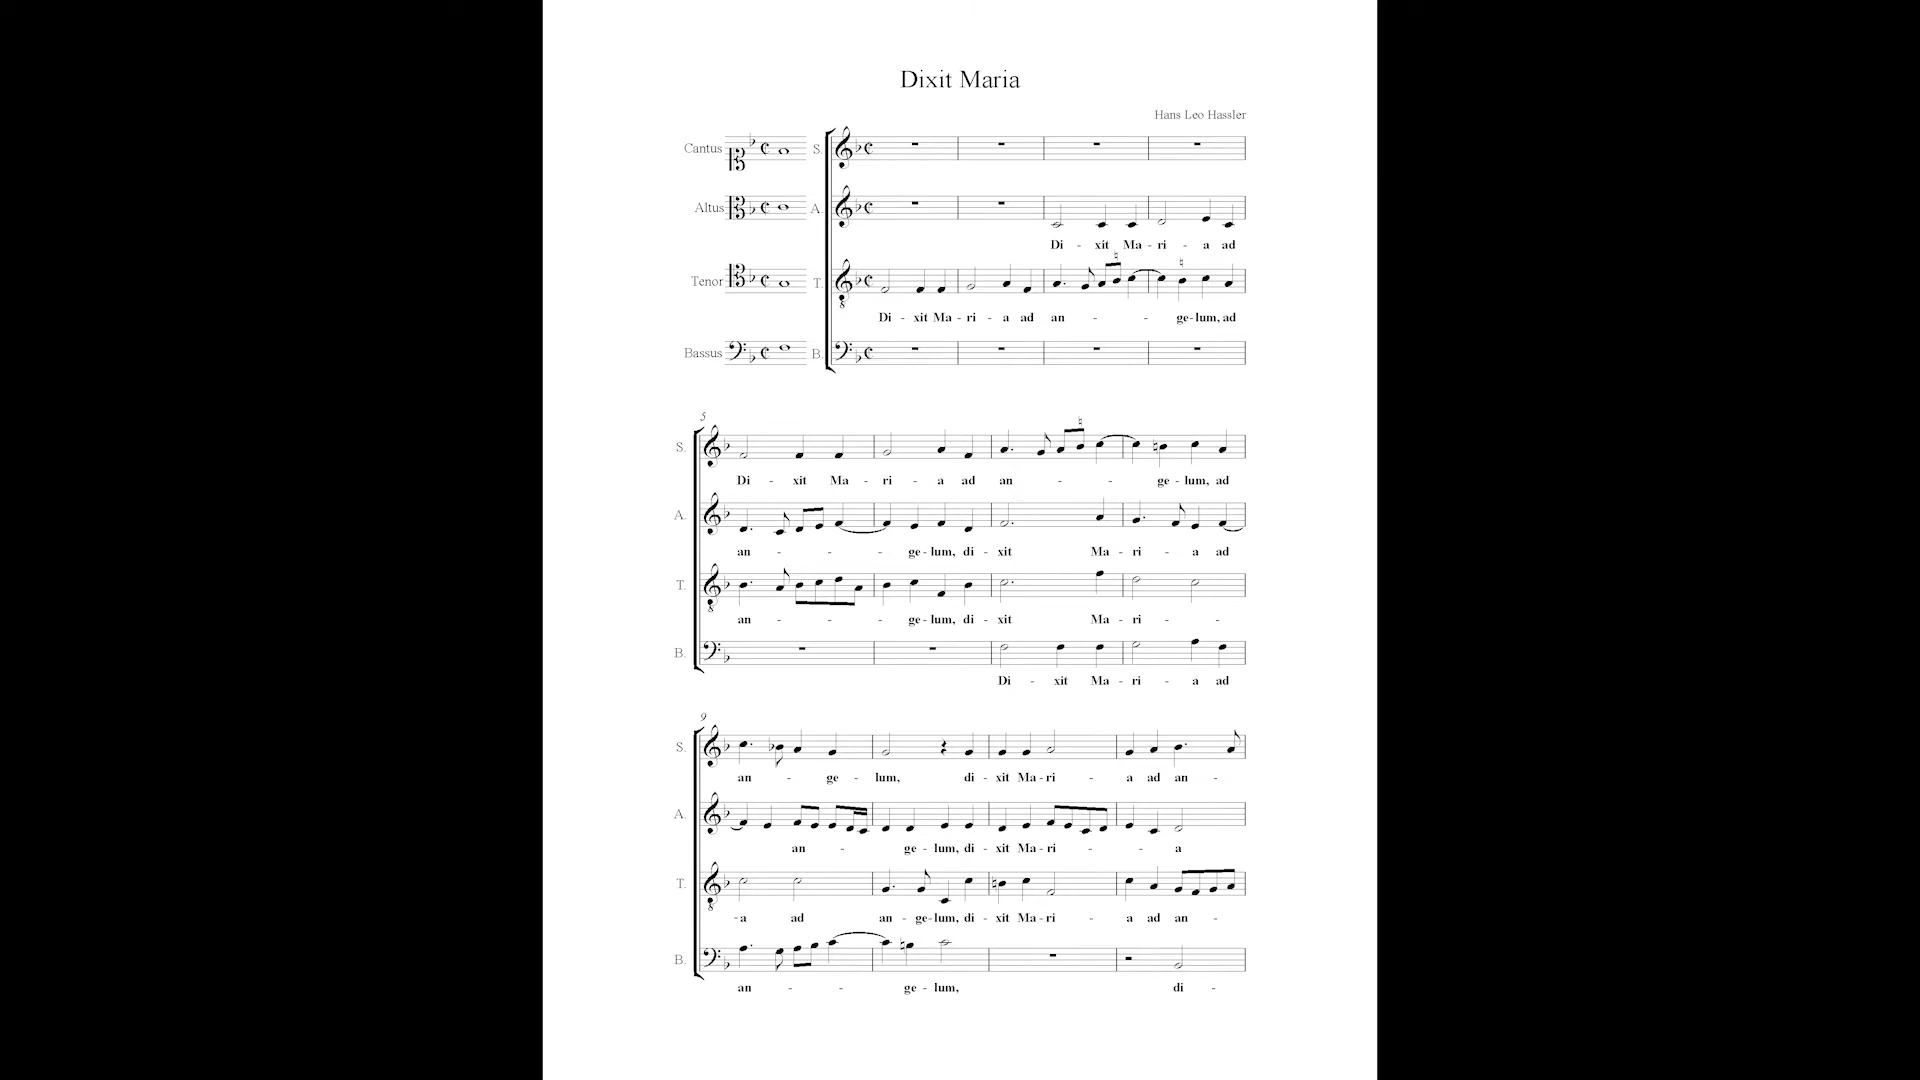 Dixit Maria
Hans Leo Hassler
Cantus S.
Altus A.
Di - xit Ma - ri - a ad
Tenor T.
8
Di - xit Ma - ri - a ad an - - - ge - lum, ad
Bassus B.
5
S.
Di - xit Ma - ri - a ad an - - - ge - lum, ad
A.
an - - - - ge - lum, di - xit Ma - ri - a ad
T.
8
an - - - - ge - lum, di - xit Ma - ri - -
B.
Di - xit Ma - ri - a ad
9
S.
an - ge - lum, di - xit Ma - ri - a ad an -
A.
an - - ge - lum, di - xit Ma - ri - - - a
T.
8
- a ad an - ge - lum, di - xit Ma - ri - a ad an -
B.
an - - ge - lum, di -